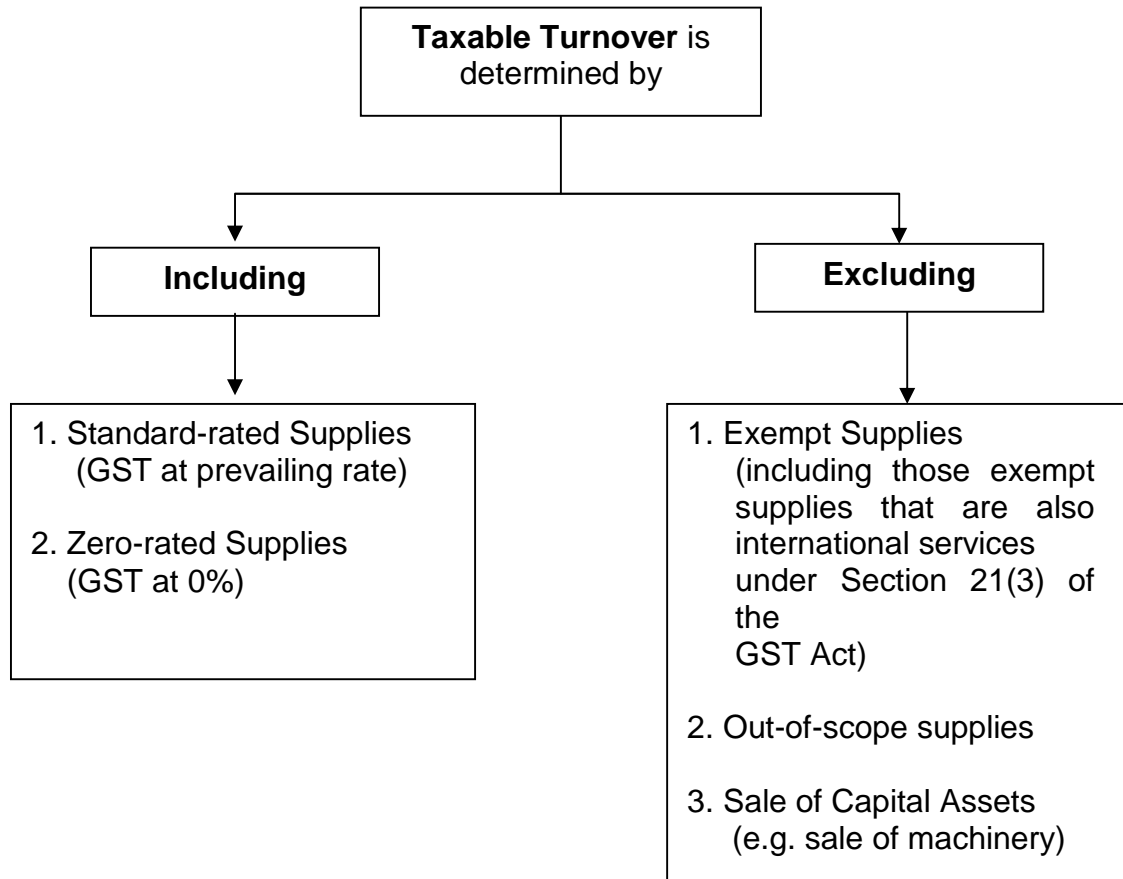 Taxable Turnover is
determined by
Including
Excluding
1. Standard-rated Supplies
(GST at prevailing rate)
2. Zero-rated Supplies
(GST at 0%)
1. Exempt Supplies
(including those exempt
supplies that are also
international services
under Section 21(3) of
the
GST Act)
2. Out-of-scope supplies
3. Sale of Capital Assets
(e.g. sale of machinery)